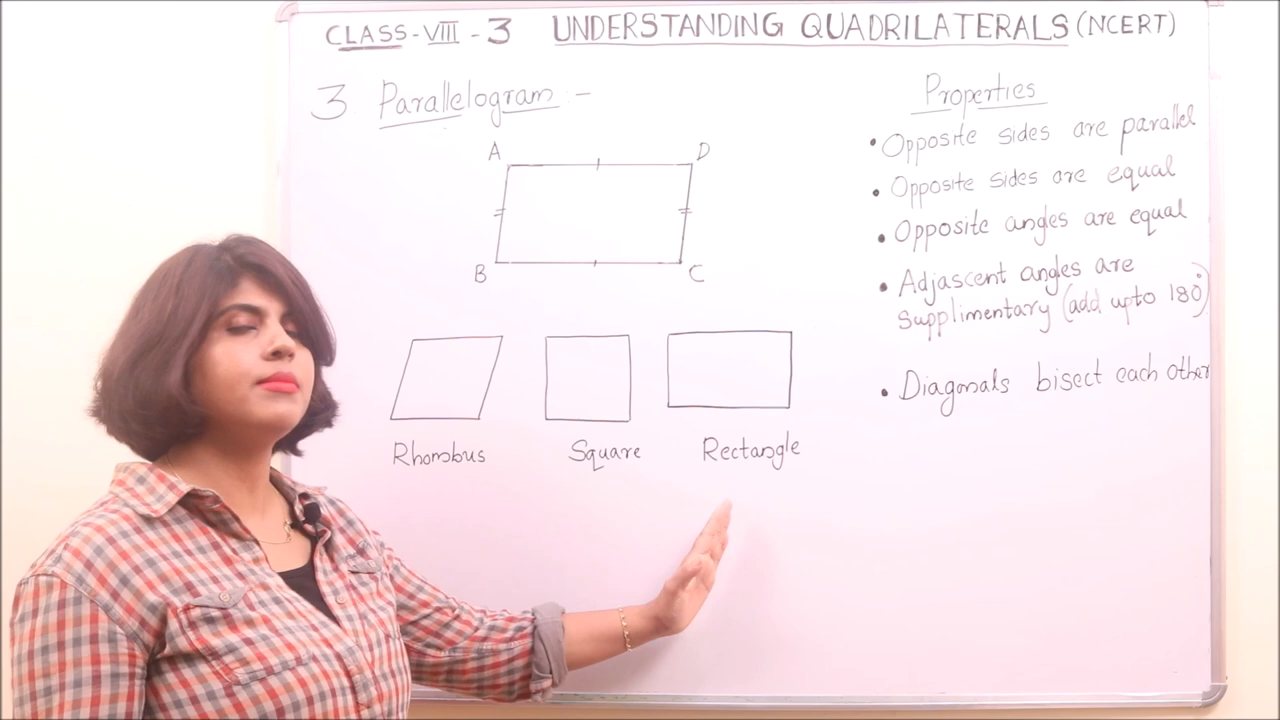 CLASS-VIII - 3 UNDERSTANDING QUADRILATERALS (NCERT)
3 Parallelogram :-
A D
B C
Rhombus Square Rectangle
Properties
• Opposite sides are parallel
• Opposite sides are equal
• Opposite angles are equal
• Adjascent angles are
supplimentary (add upto 180°)
• Diagonals bisect each other